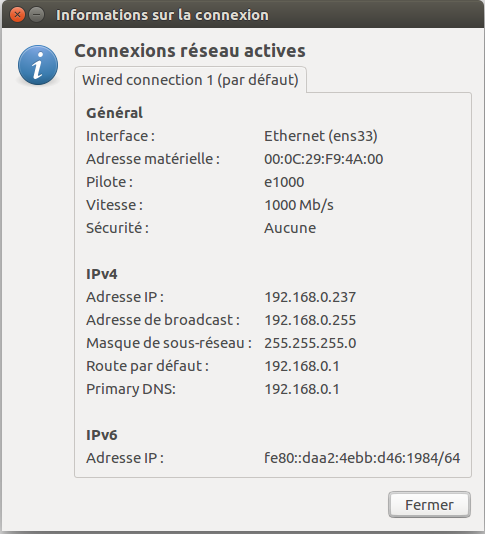 Informations sur la connexion
Connexions réseau actives
Wired connection 1 (par défaut)
Général
Interface : Ethernet (ens33)
Adresse matérielle : 00:0C:29:F9:4A:00
Pilote : e1000
Vitesse : 1000 Mb/s
Sécurité : Aucune
IPv4
Adresse IP : 192.168.0.237
Adresse de broadcast : 192.168.0.255
Masque de sous-réseau : 255.255.255.0
Route par défaut : 192.168.0.1
Primary DNS: 192.168.0.1
IPv6
Adresse IP : fe80::daa2:4ebb:d46:1984/64
Fermer